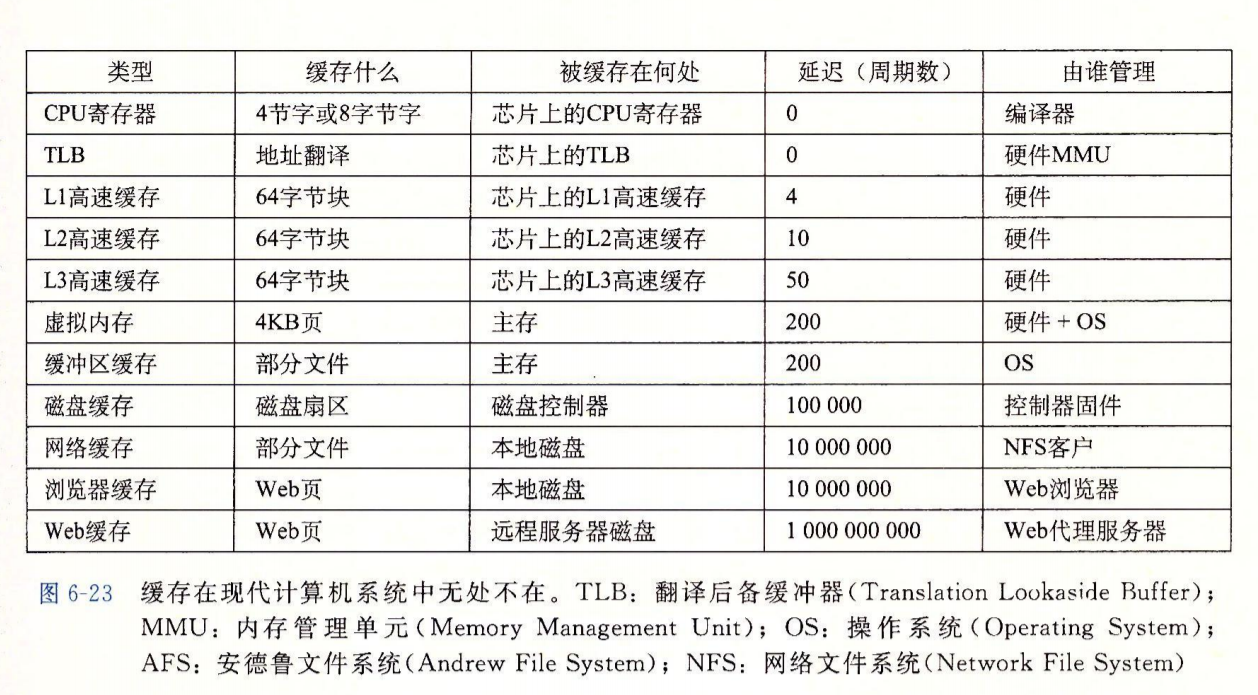 类型 缓存什么 被缓存在何处 延迟（周期数） 由谁管理
CPU寄存器 4节字或8字节字 芯片上的CPU寄存器 0 编译器
TLB 地址翻译 芯片上的TLB 0 硬件MMU
L1高速缓存 64字节块 芯片上的L1高速缓存 4 硬件
L2高速缓存 64字节块 芯片上的L2高速缓存 10 硬件
L3高速缓存 64字节块 芯片上的L3高速缓存 50 硬件
虚拟内存 4KB页 主存 200 硬件 + OS
缓冲区缓存 部分文件 主存 200 OS
磁盘缓存 磁盘扇区 磁盘控制器 100 000 控制器固件
网络缓存 部分文件 本地磁盘 10 000 000 NFS客户
浏览器缓存 Web页 本地磁盘 10 000 000 Web浏览器
Web缓存 Web页 远程服务器磁盘 1 000 000 000 Web代理服务器
图 6-23 缓存在现代计算机系统中无处不在。TLB：翻译后备缓冲器(Translation Lookaside Buffer)；
MMU：内存管理单元(Memory Management Unit)；OS：操作系统(Operating System)；
AFS：安德鲁文件系统(Andrew File System)；NFS：网络文件系统(Network File System)